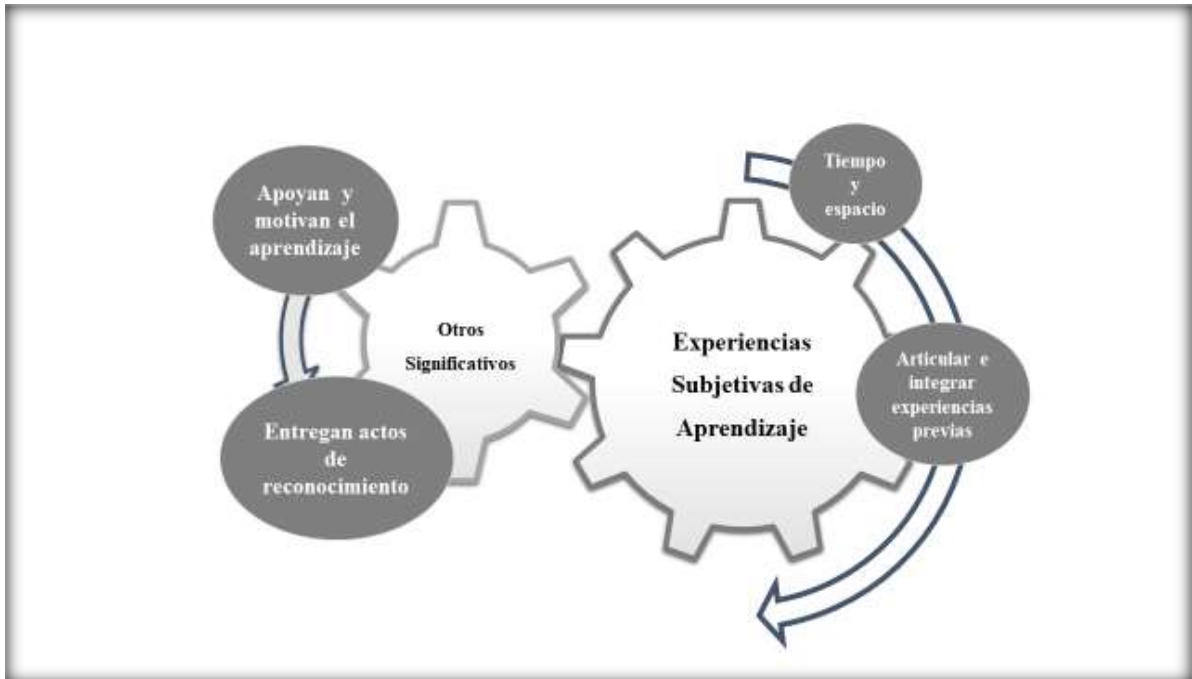 Apoyan y
motivan el
aprendizaje
Entregan actos
de
reconocimiento
Otros
Significativos
Experiencias
Subjetivas de
Aprendizaje
Tiempo
y
espacio
Articular e
integrar
experiencias
previas